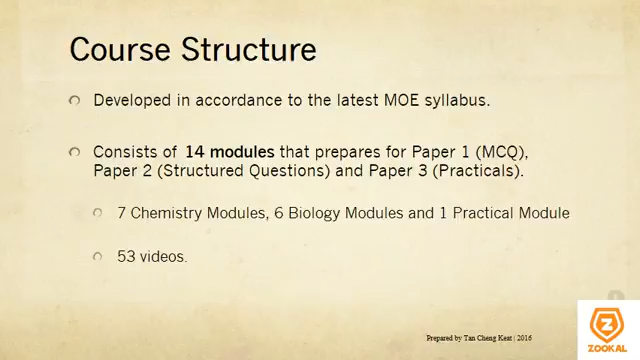 Course Structure
Developed in accordance to the latest MOE syllabus.
Consists of 14 modules that prepares for Paper 1 (MCQ),
Paper 2 (Structured Questions) and Paper 3 (Practicals).
7 Chemistry Modules, 6 Biology Modules and 1 Practical Module
53 videos.
Prepared by Tan Cheng Keat | 2016
Z
ZOOKAL